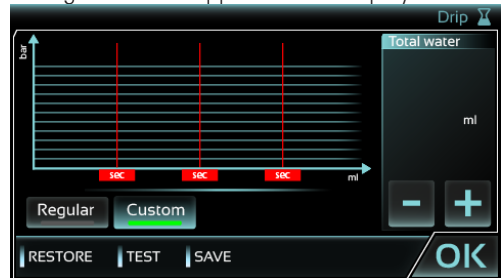 Drip
bar
Total water
ml
sec sec sec
ml
Regular Custom
- +
RESTORE TEST SAVE
OK